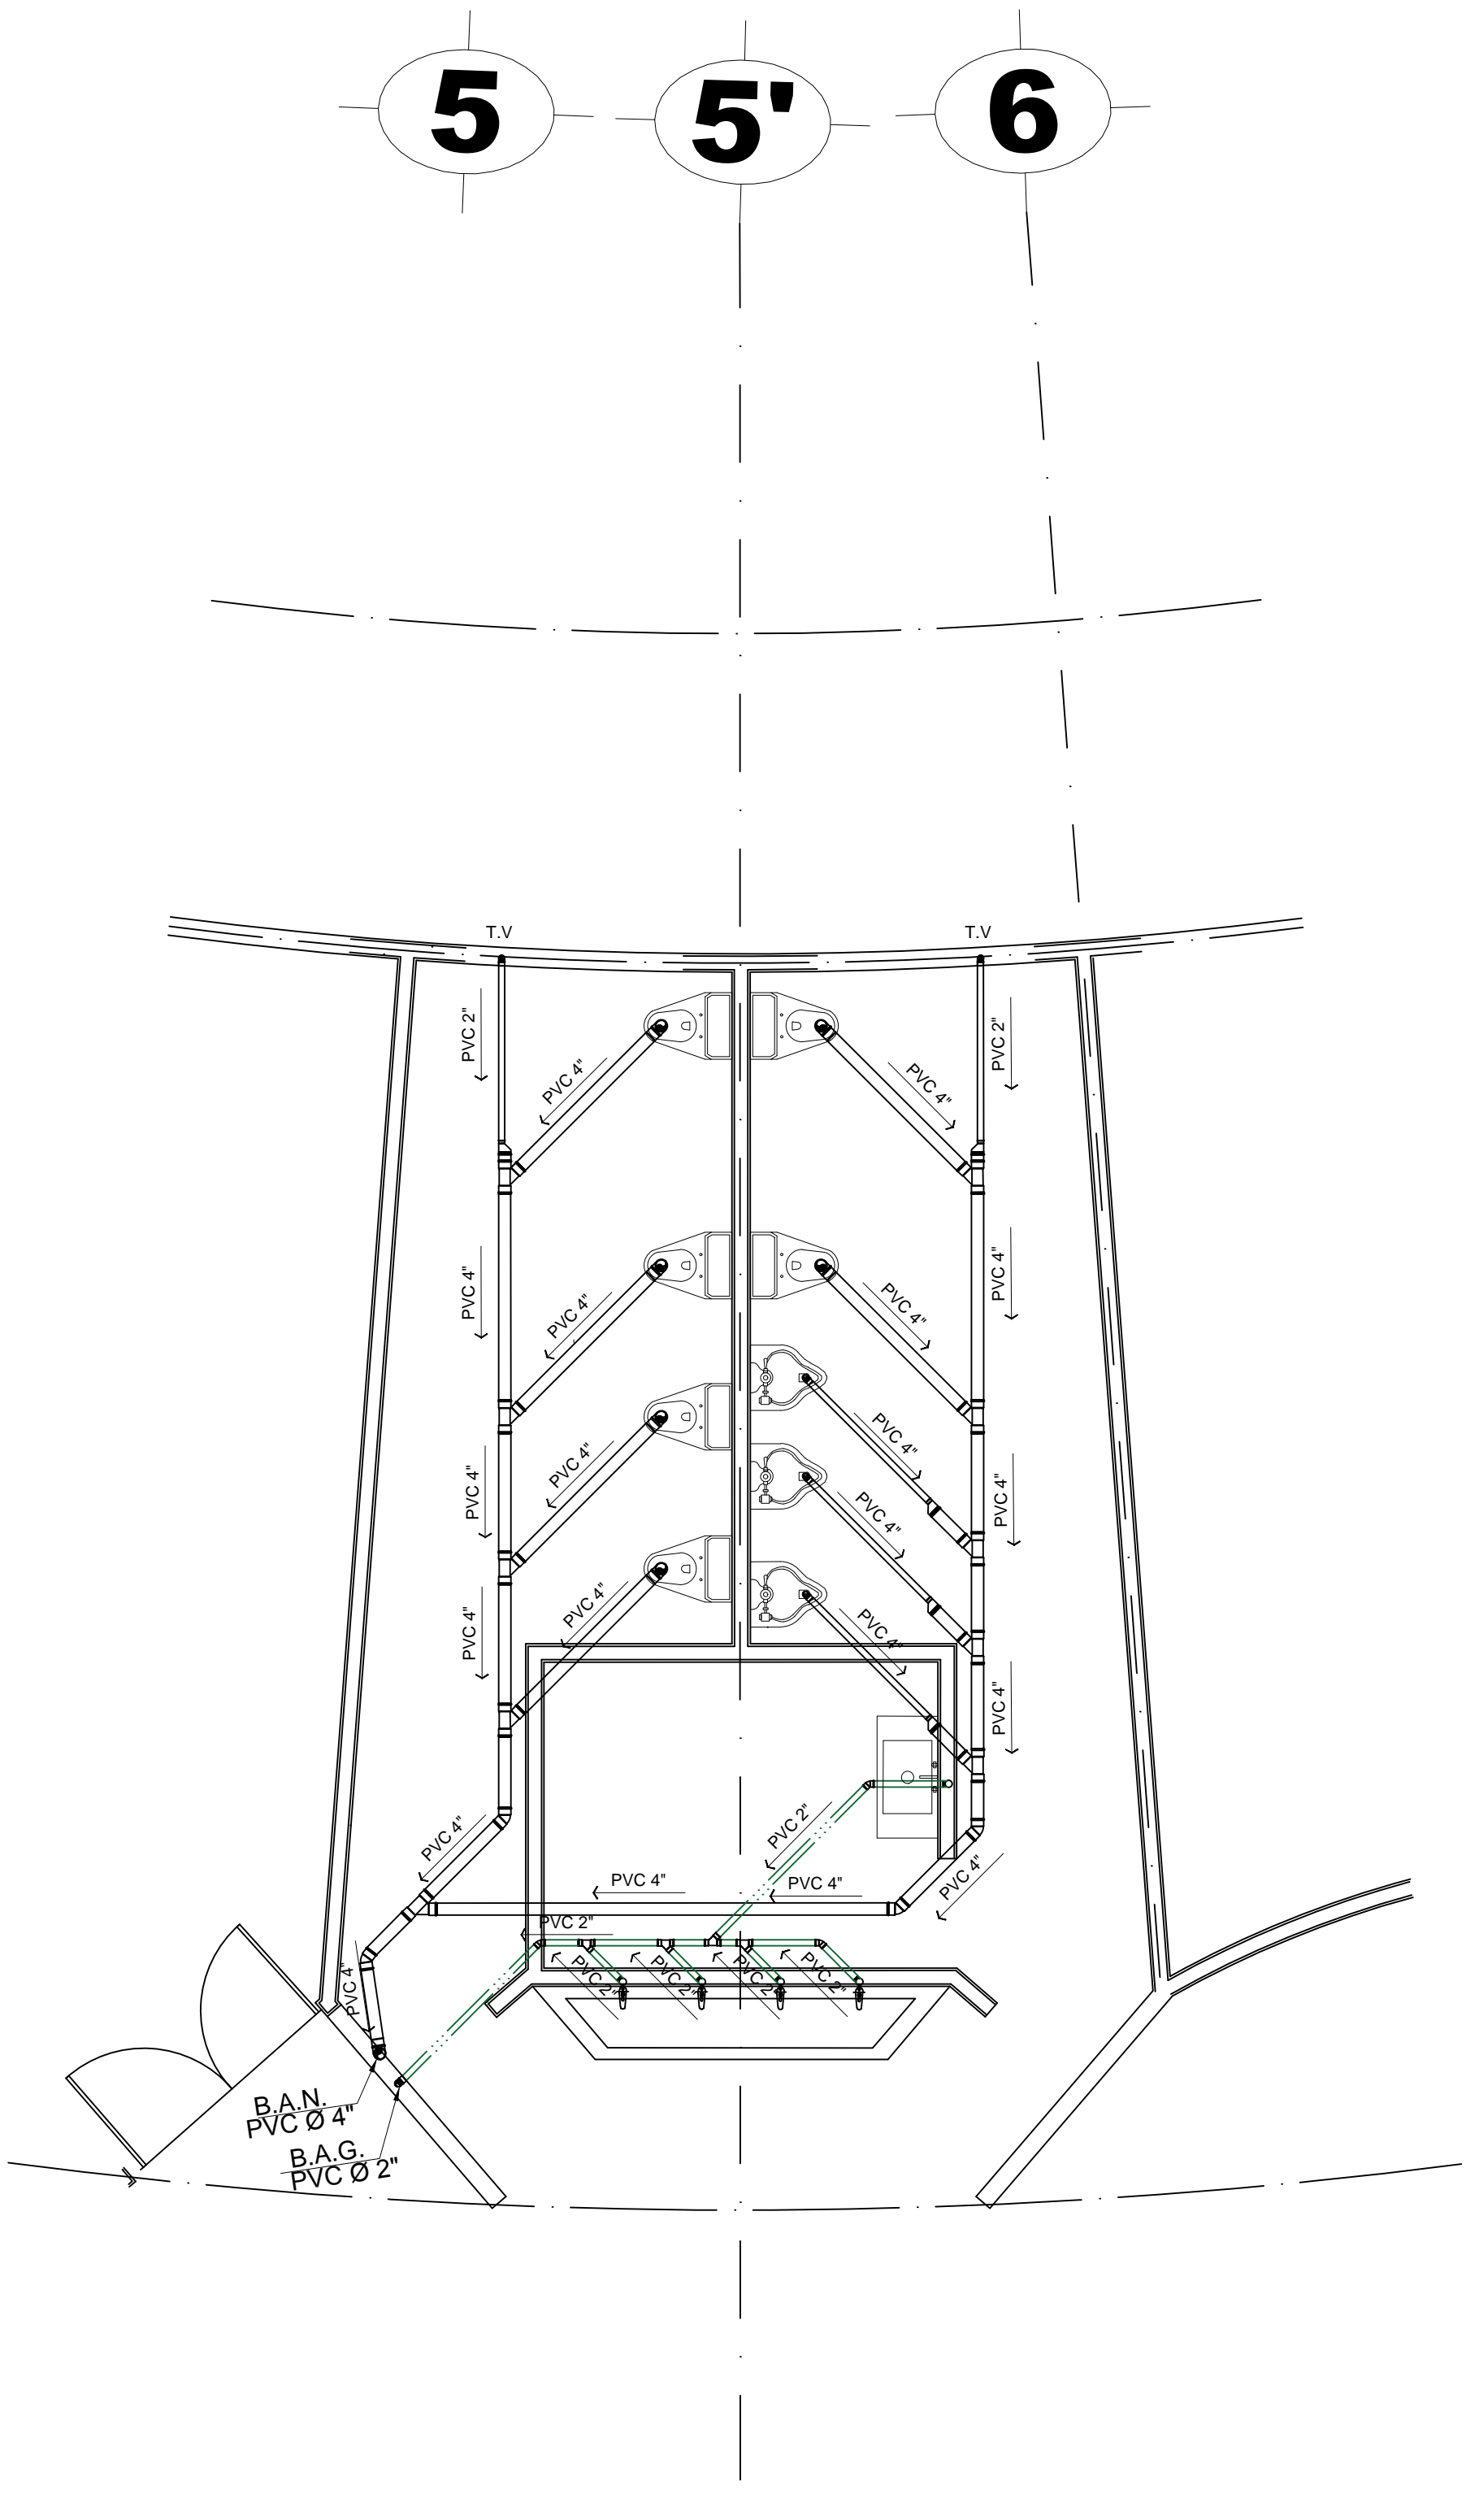 5 5' 6
T.V T.V
PVC 2" PVC 2"
PVC 4" PVC 4"
PVC 4" PVC 4"
PVC 4" PVC 4"
PVC 4"
PVC 4" PVC 4"
PVC 4" PVC 4"
PVC 4"
PVC 4" PVC 4"
PVC 4"
PVC 4" PVC 2"
PVC 4" PVC 4" PVC 4"
PVC 2"
PVC 4" PVC 2" PVC 2" PVC 2" PVC 2"
B.A.N.
PVC Ø 4"
B.A.G.
PVC Ø 2"